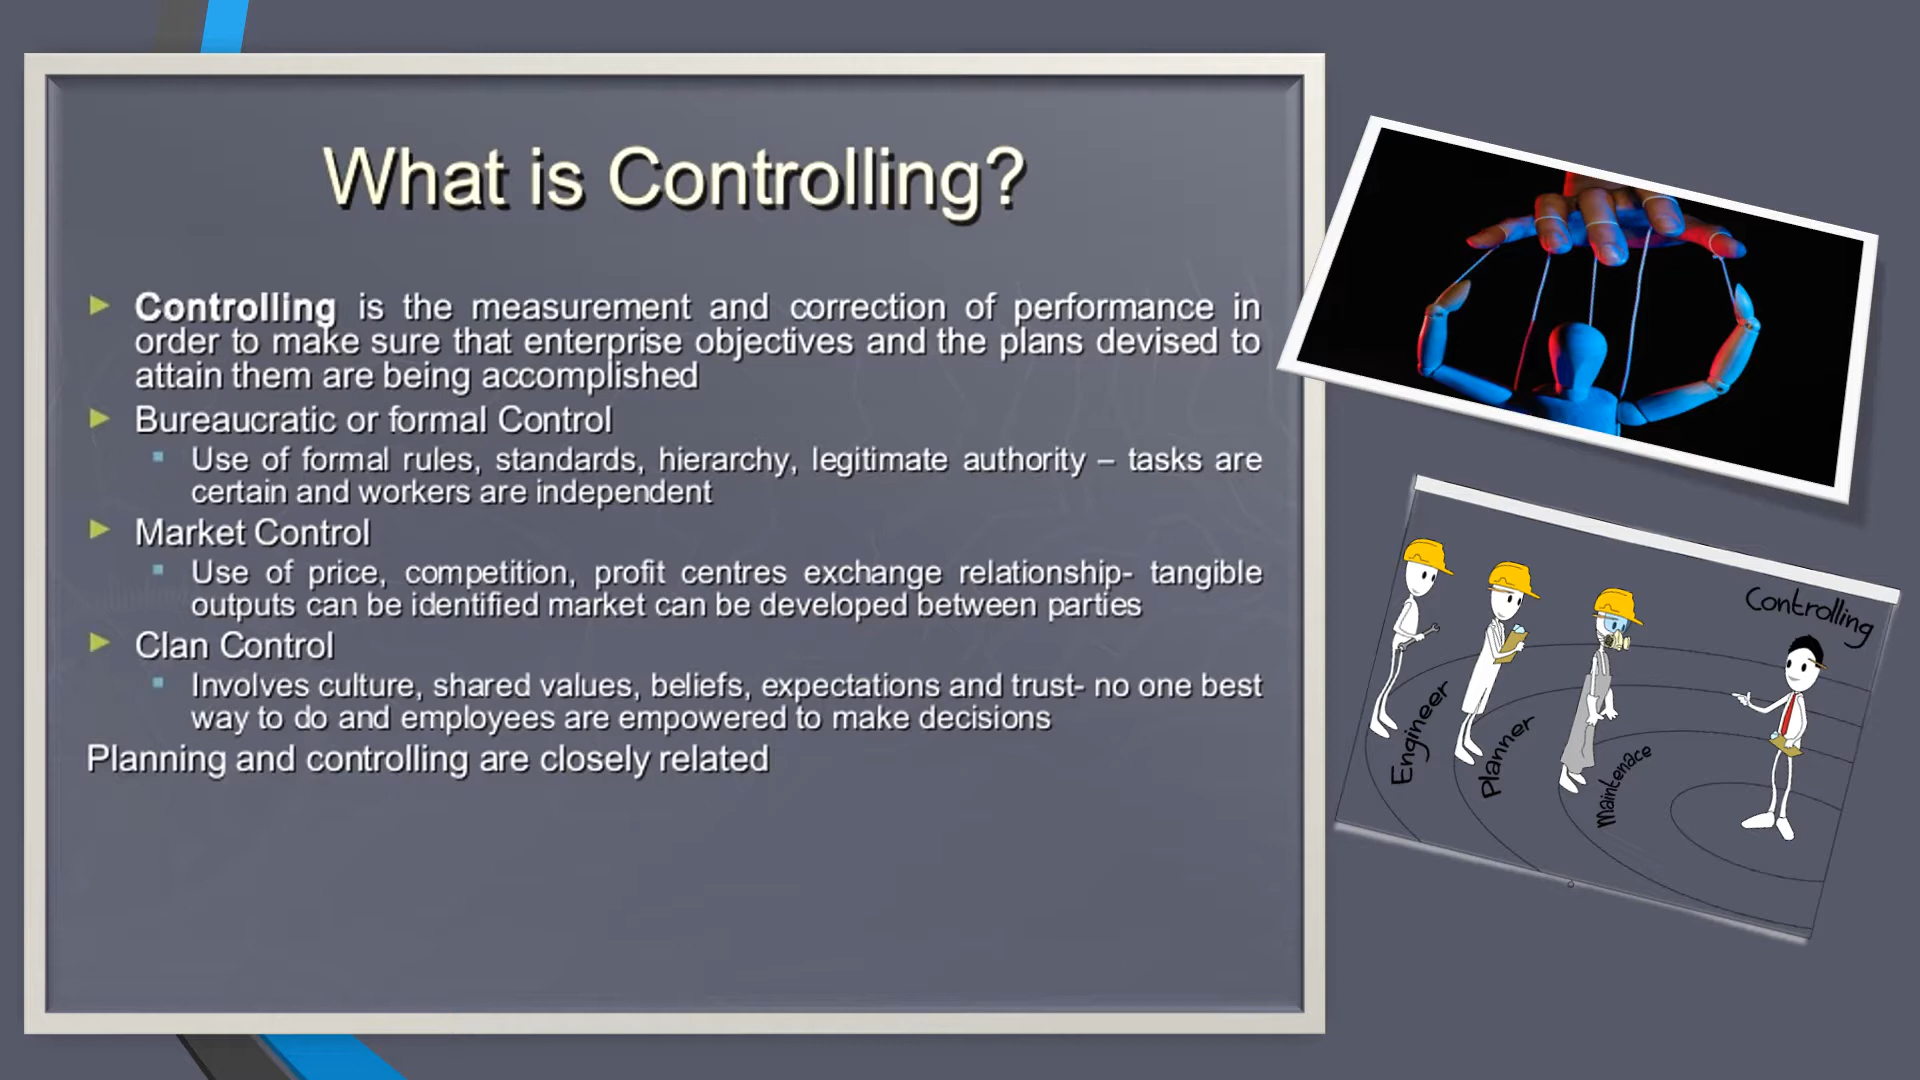 What is Controlling?
Controlling is the measurement and correction of performance in
order to make sure that enterprise objectives and the plans devised to
attain them are being accomplished
Bureaucratic or formal Control
Use of formal rules, standards, hierarchy, legitimate authority – tasks are
certain and workers are independent
Market Control
Use of price, competition, profit centres exchange relationship- tangible
outputs can be identified market can be developed between parties
Clan Control
Involves culture, shared values, beliefs, expectations and trust- no one best
way to do and employees are empowered to make decisions
Planning and controlling are closely related
Controlling
Engineer
Planner
Maintenace